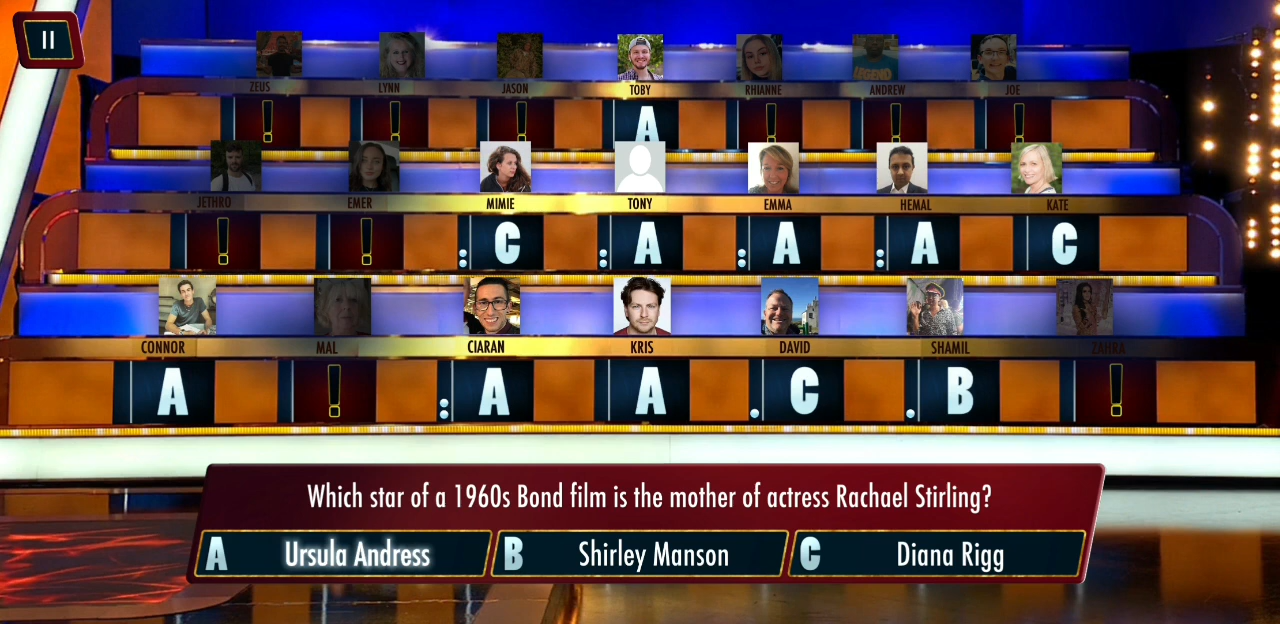 LEGEND
ZEUS LYNN JASON TOBY RHIANNE ANDREW JOE
! ! ! A ! ! !
JETHRO EMER MIMIE TONY EMMA HEMAL KATE
! ! : C : A : A : A C
CONNOR MAL CIARAN KRIS DAVID SHAMIL ZAHRA
A ! : A A . C . B !
Which star of a 1960s Bond film is the mother of actress Rachael Stirling?
A Ursula Andress B Shirley Manson C Diana Rigg